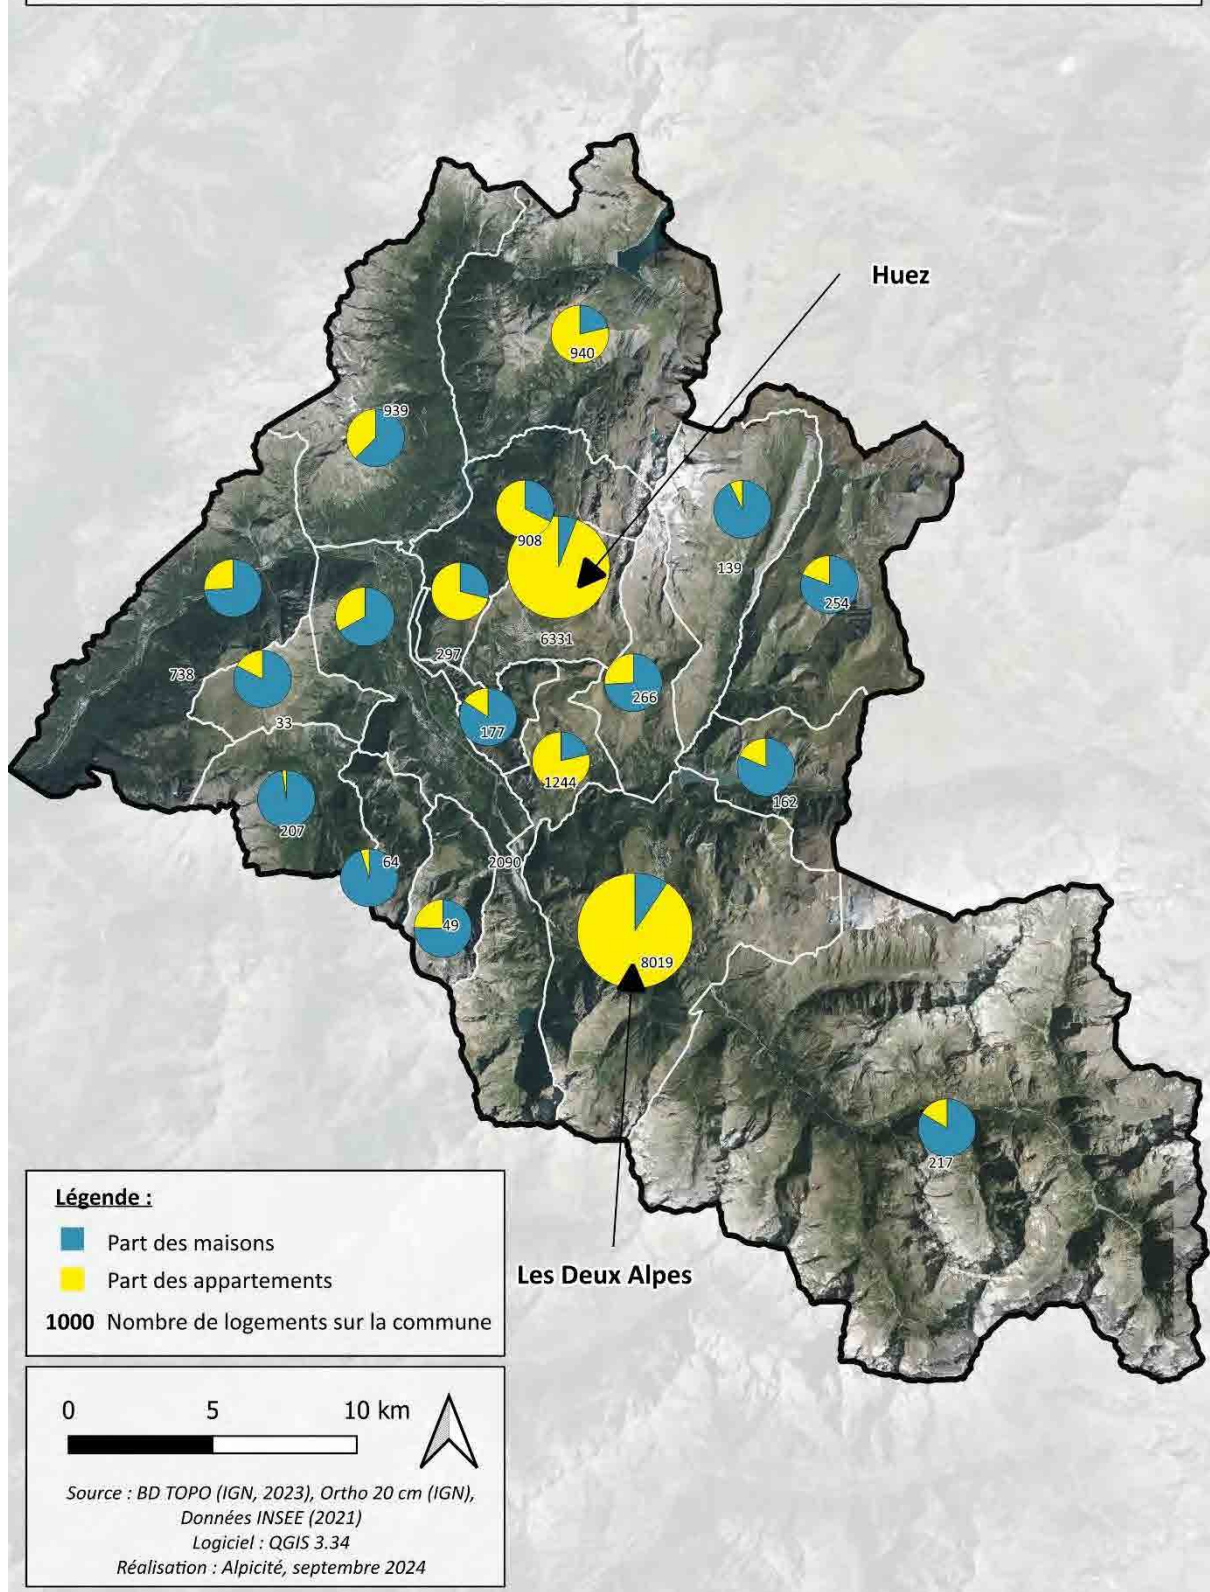 Huez
940
939
908
139
254
6331
297
738
266
33
177
1244
162
207
64
2090
49
8019
217
Les Deux Alpes
Légende :
Part des maisons
Part des appartements
1000 Nombre de logements sur la commune
0 5 10 km
Source : BD TOPO (IGN, 2023), Ortho 20 cm (IGN),
Données INSEE (2021)
Logiciel : QGIS 3.34
Réalisation : Alpicité, septembre 2024